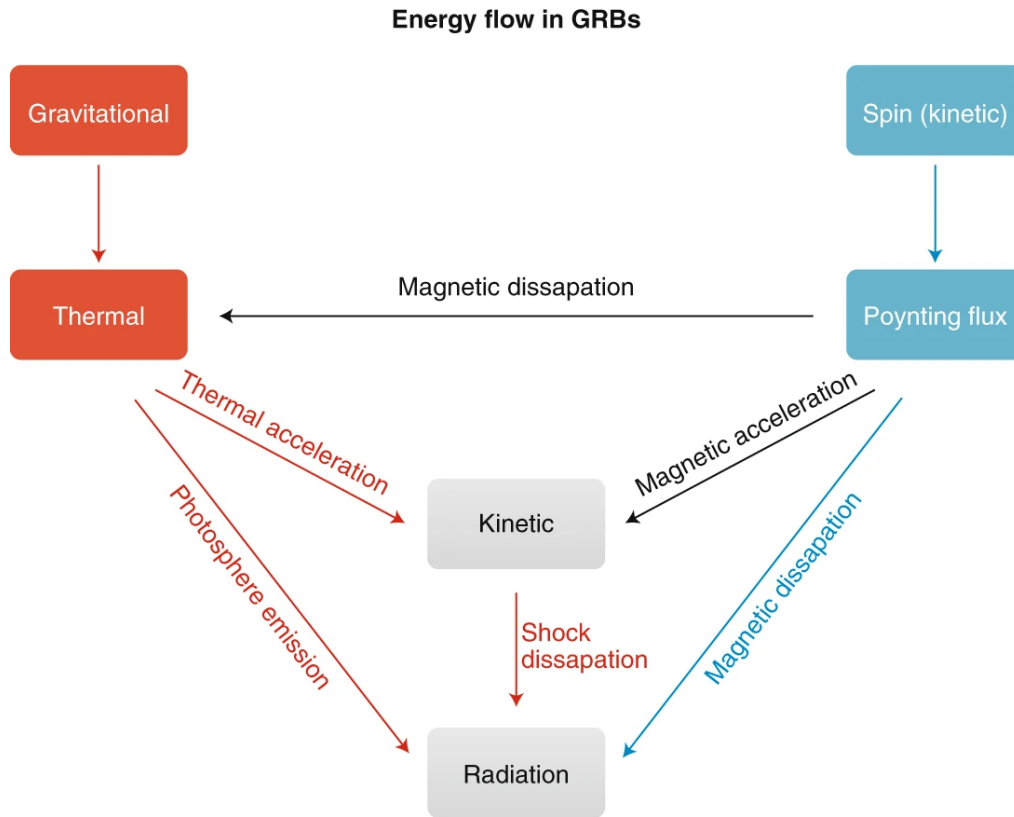 Energy flow in GRBs
Gravitational
Spin (kinetic)
Thermal
Magnetic dissapation
Poynting flux
Thermal acceleration
Magnetic acceleration
Photosphere emission
Kinetic
Magnetic dissapation
Shock
dissapation
Radiation